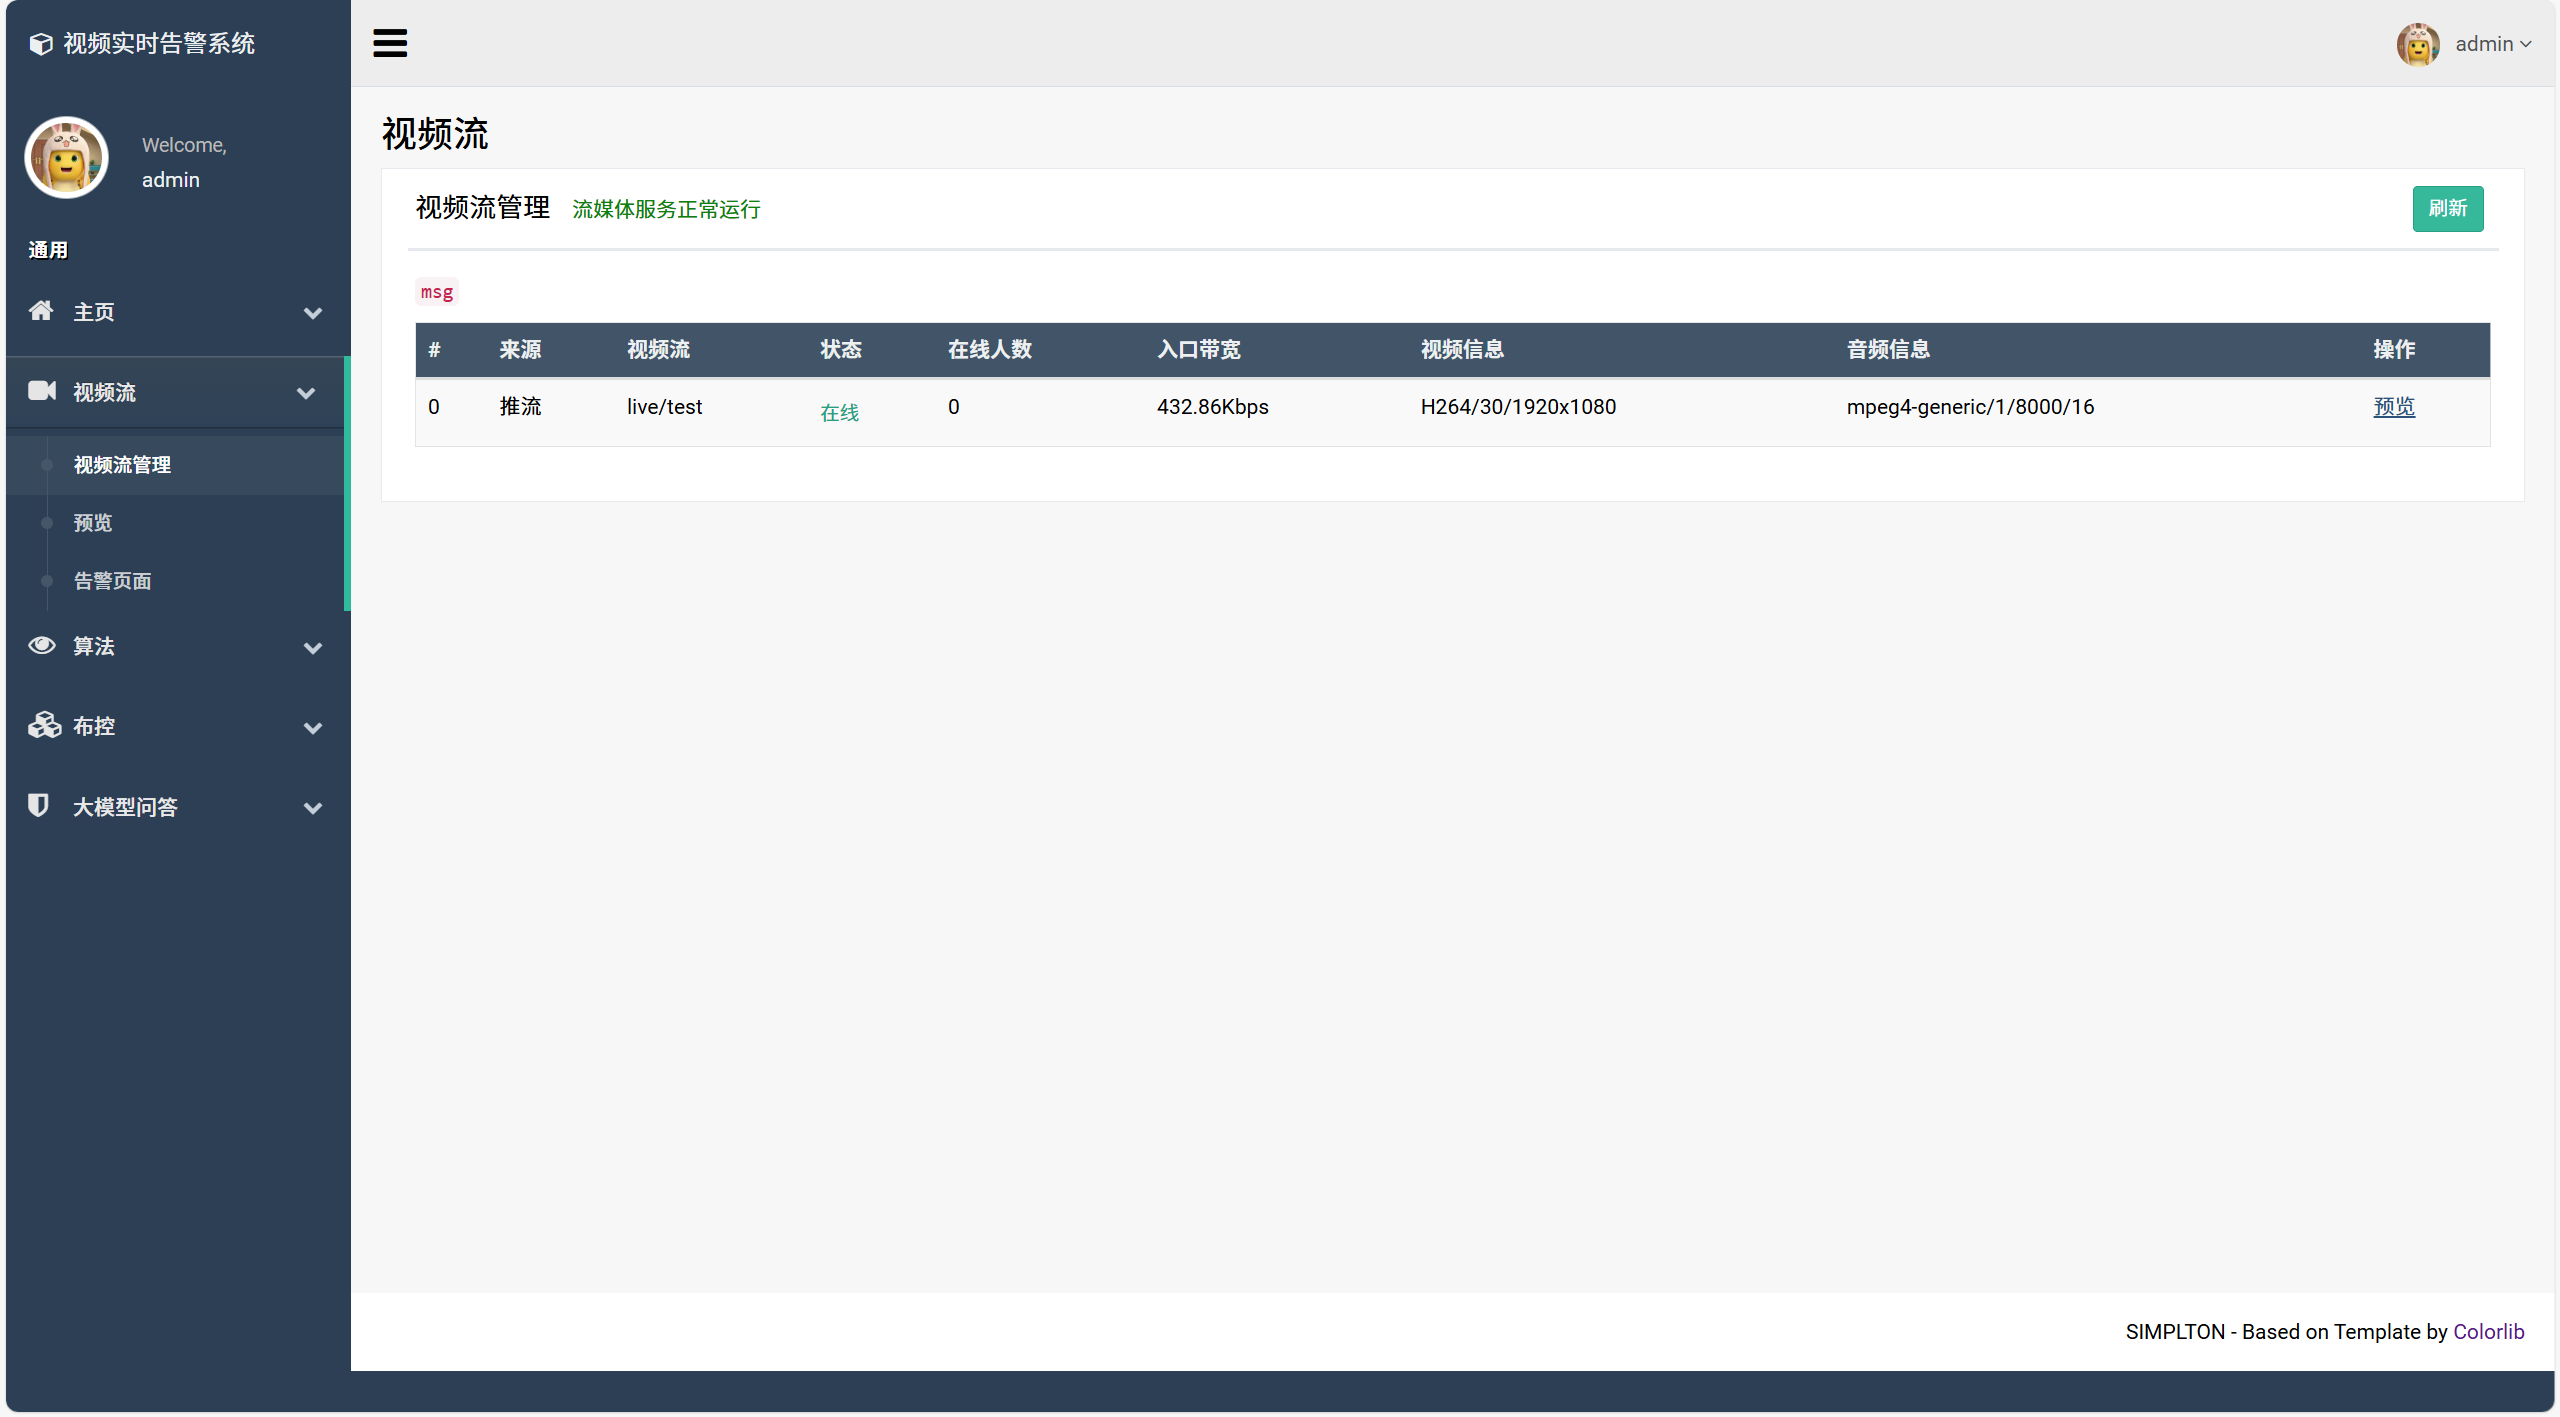 视频实时告警系统
admin
Welcome,
admin
通用
主页
视频流
视频流管理
预览
告警页面
算法
布控
大模型问答
视频流
视频流管理 流媒体服务正常运行 刷新
msg
# 来源 视频流 状态 在线人数 入口带宽 视频信息 音频信息 操作
0 推流 live/test 在线 0 432.86Kbps H264/30/1920x1080 mpeg4-generic/1/8000/16 预览
SIMPLTON - Based on Template by Colorlib